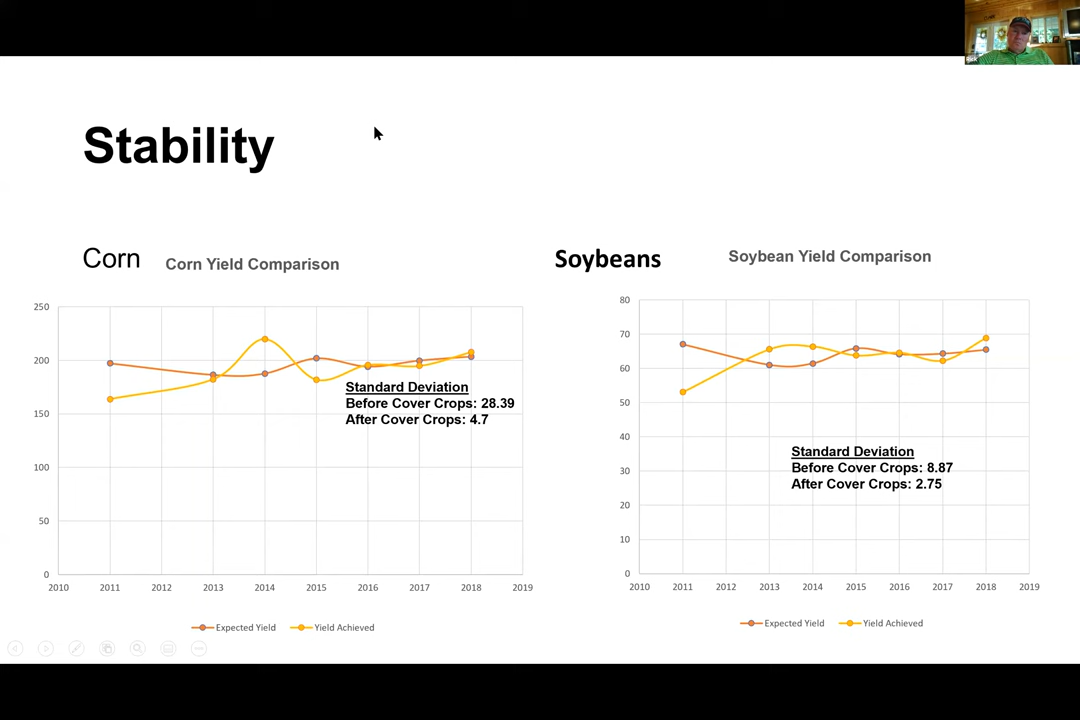 Rick
Stability
Corn
Corn Yield Comparison
250
200
150
100
50
0
2010 2011 2012 2013 2014 2015 2016 2017 2018 2019
Standard Deviation
Before Cover Crops: 28.39
After Cover Crops: 4.7
Expected Yield Yield Achieved
Soybeans
Soybean Yield Comparison
80
70
60
50
40
30
20
10
0
2010 2011 2012 2013 2014 2015 2016 2017 2018 2019
Standard Deviation
Before Cover Crops: 8.87
After Cover Crops: 2.75
Expected Yield Yield Achieved